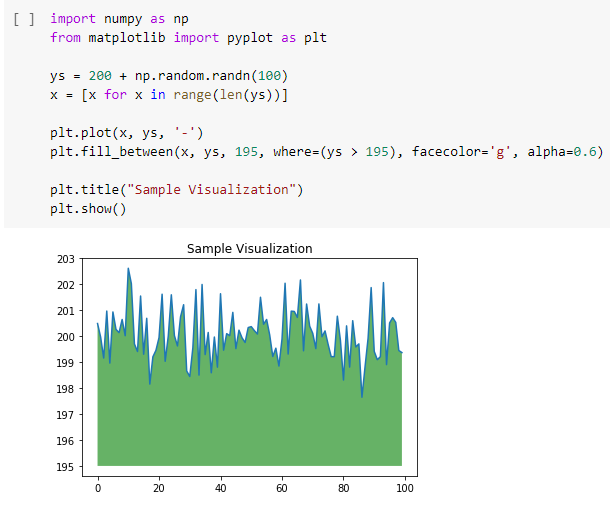 [ ] import numpy as np
from matplotlib import pyplot as plt
ys = 200 + np.random.randn(100)
x = [x for x in range(len(ys))]
plt.plot(x, ys, '-')
plt.fill_between(x, ys, 195, where=(ys > 195), facecolor='g', alpha=0.6)
plt.title("Sample Visualization")
plt.show()
Sample Visualization
203
202
201
200
199
198
197
196
195
0 20 40 60 80 100